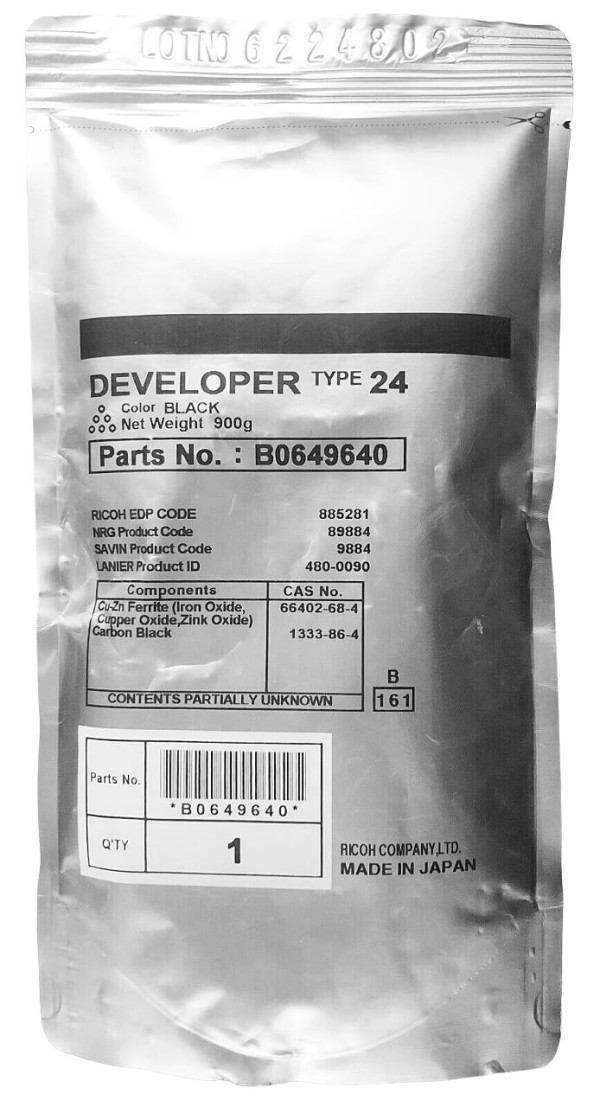 LOTNO 6224802
DEVELOPER TYPE 24
Color BLACK
Net Weight 900g
Parts No. : B0649640
RICOH EDP CODE 885281
NRG Product Code 89884
SAVIN Product Code 9884
LANIER Product ID 480-0090
Components CAS No.
Cu-Zn Ferrite (Iron Oxide, 66402-68-4
Cupper Oxide,Zink Oxide)
Carbon Black 1333-86-4
CONTENTS PARTIALLY UNKNOWN
B
161
Parts No.
*B0649640*
Q'TY 1
RICOH COMPANY,LTD.
MADE IN JAPAN